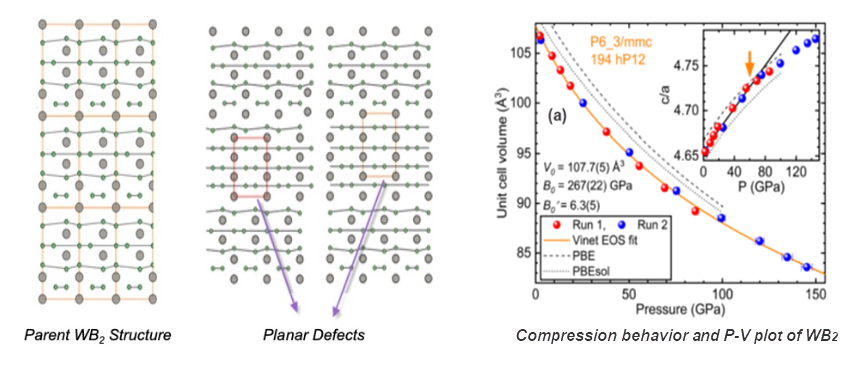 Parent WB₂ Structure
Planar Defects
P6_3/mmc
194 hP12
(a)
V₀ = 107.7(5) Å³
B₀ = 267(22) GPa
B₀' = 6.3(5)
Run 1, Run 2
Vinet EOS fit
PBE
PBEsol
Unit cell volume (Å³)
105
100
95
90
85
0 50 100 150
Pressure (GPa)
c/a
4.75
4.70
4.65
0 40 80 120
P (GPa)
Compression behavior and P-V plot of WB₂